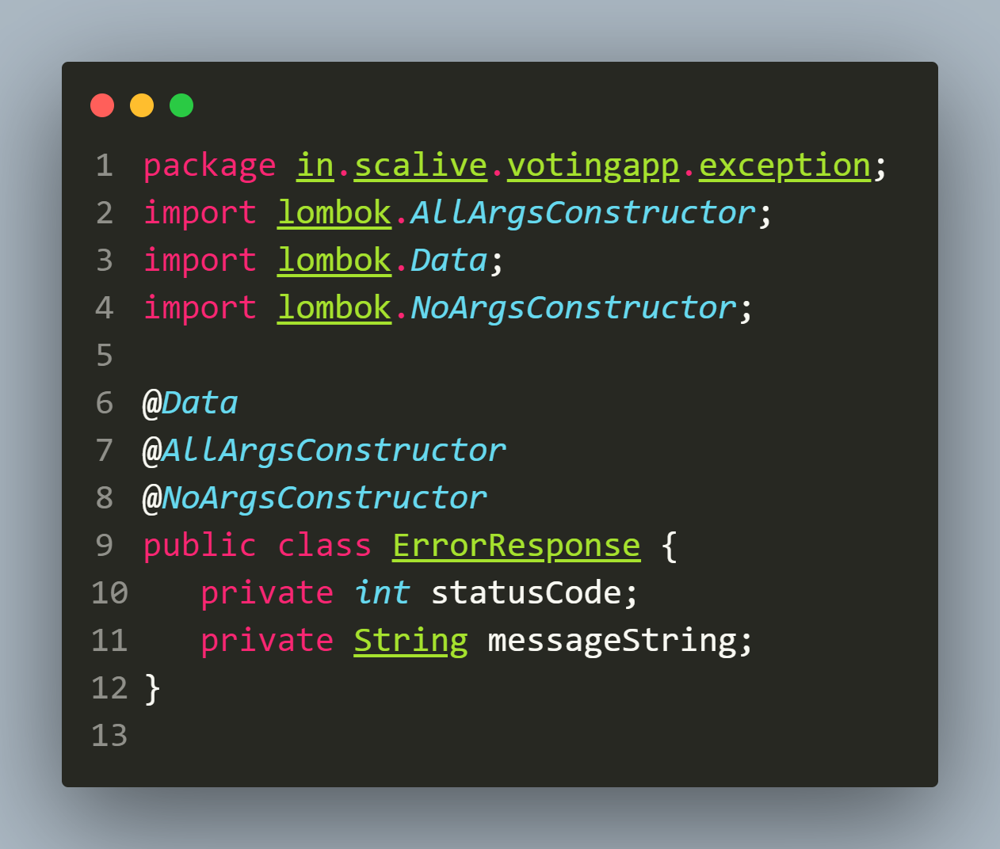 1 package in.scalive.votingapp.exception;
2 import lombok.AllArgsConstructor;
3 import lombok.Data;
4 import lombok.NoArgsConstructor;
5
6 @Data
7 @AllArgsConstructor
8 @NoArgsConstructor
9 public class ErrorResponse {
10    private int statusCode;
11    private String messageString;
12 }
13